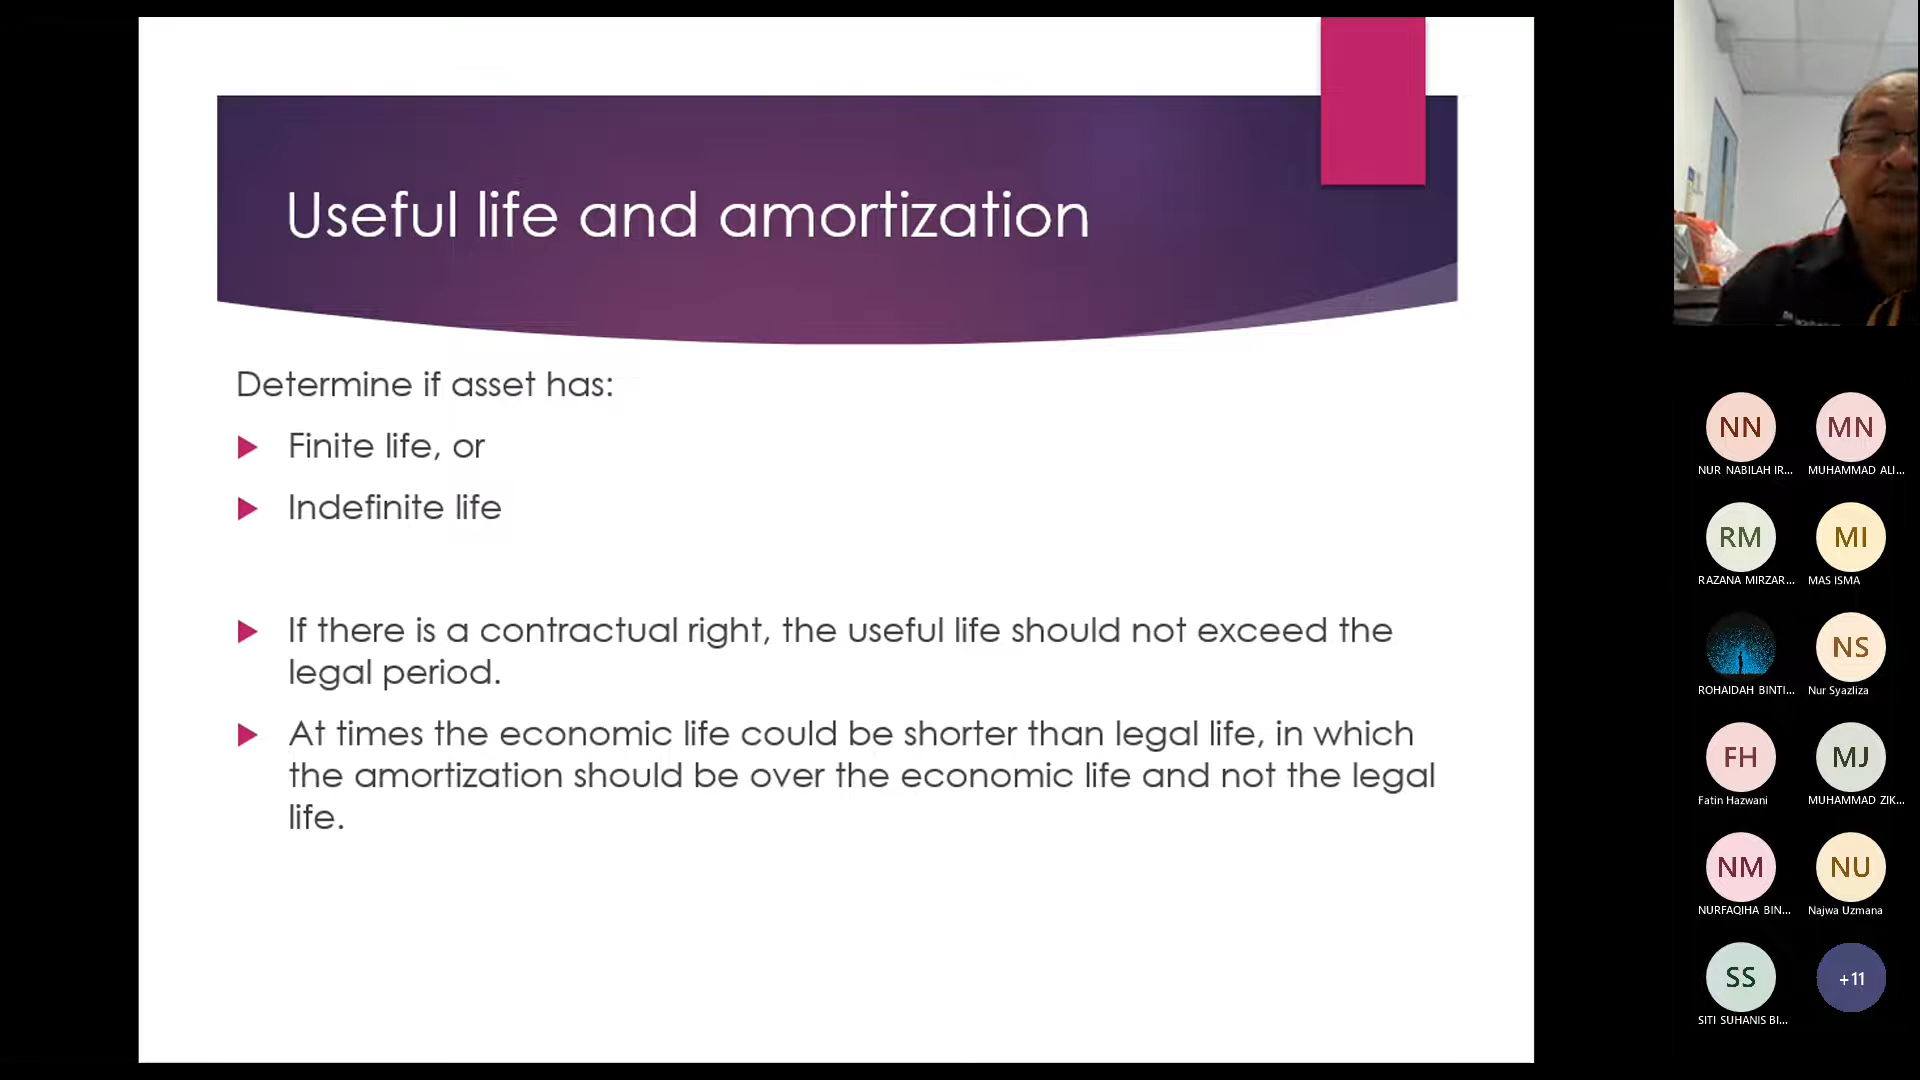 Useful life and amortization
Determine if asset has:
Finite life, or
Indefinite life
If there is a contractual right, the useful life should not exceed the
legal period.
At times the economic life could be shorter than legal life, in which
the amortization should be over the economic life and not the legal
life.
NN
NUR NABILAH IR...
MN
MUHAMMAD ALI...
RM
RAZANA MIRZAR...
MI
MAS ISMA
ROHAIDAH BINTI...
NS
Nur Syazliza
FH
Fatin Hazwani
MJ
MUHAMMAD ZIK...
NM
NURFAQIHA BIN...
NU
Najwa Uzmana
SS
SITI SUHANIS BI...
+11